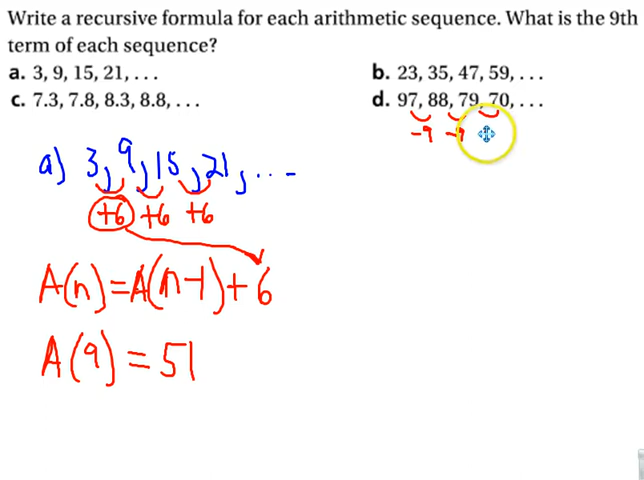 Write a recursive formula for each arithmetic sequence. What is the 9th
term of each sequence?
a. 3, 9, 15, 21, . . .
b. 23, 35, 47, 59, . . .
c. 7.3, 7.8, 8.3, 8.8, . . .
d. 97, 88, 79, 70, . . .
-9 -9
a) 3, 9, 15, 21, ...
+6 +6 +6
A(n) = A(n-1) + 6
A(9) = 51